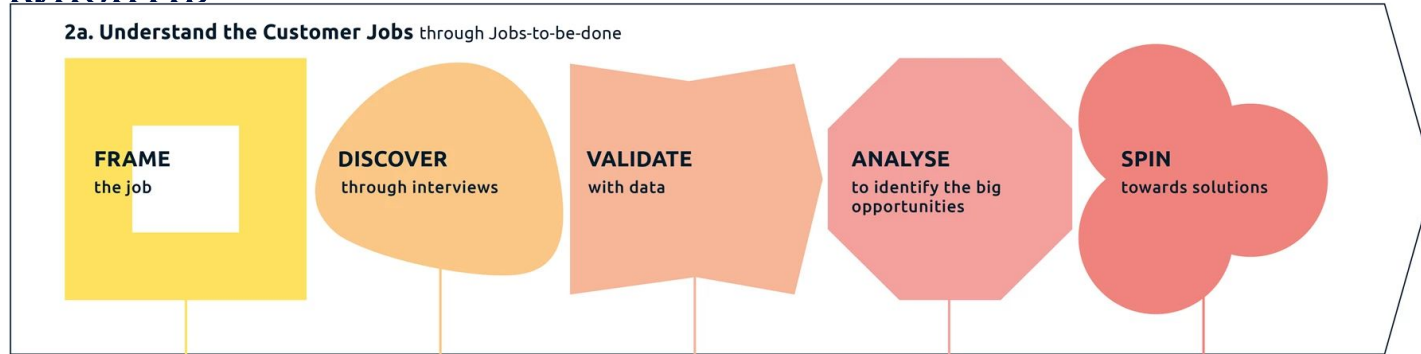 2a. Understand the Customer Jobs through Jobs-to-be-done
FRAME
the job
DISCOVER
through interviews
VALIDATE
with data
ANALYSE
to identify the big
opportunities
SPIN
towards solutions